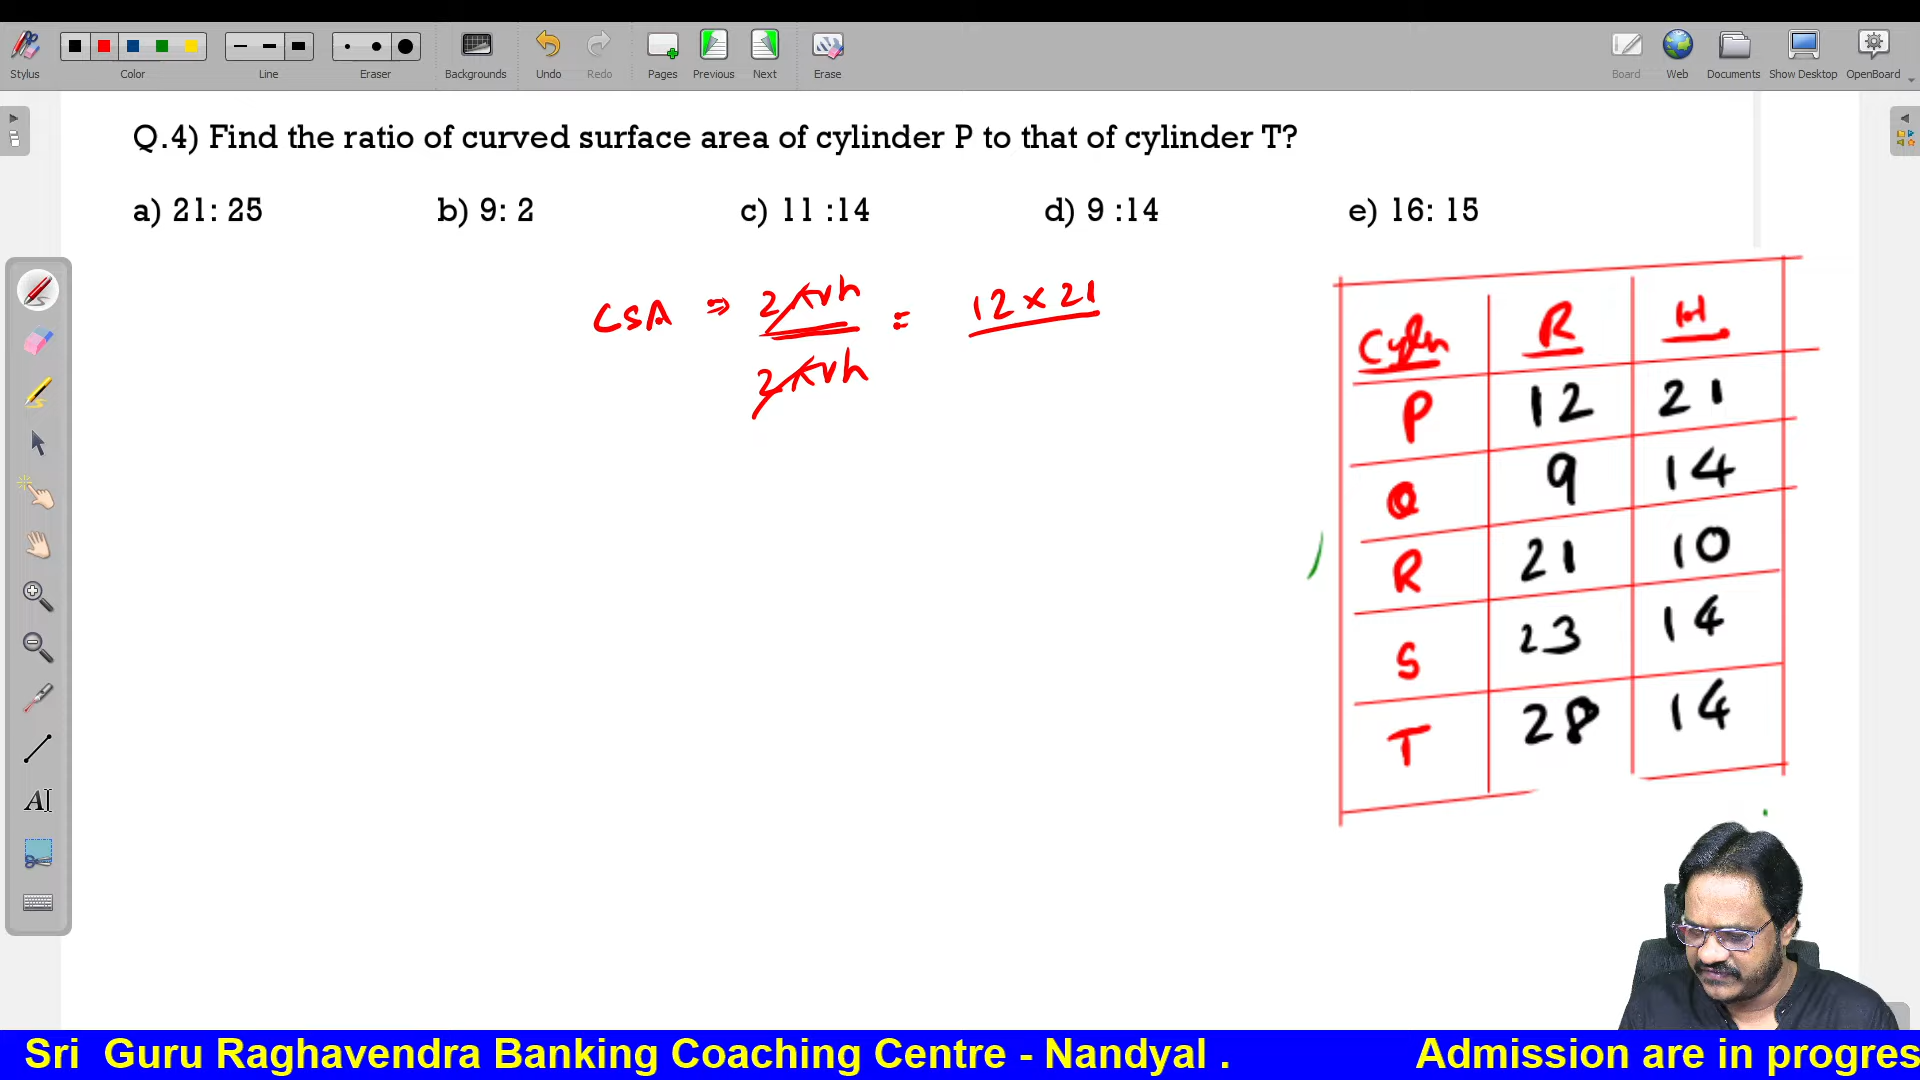 Stylus Color Line Eraser Backgrounds Undo Redo Pages Previous Next Erase Board Web Documents Show Desktop OpenBoard
Q.4) Find the ratio of curved surface area of cylinder P to that of cylinder T?
a) 21: 25 b) 9: 2 c) 11 :14 d) 9 :14 e) 16: 15
CSA ⇒ 2πrh / 2πrh = 12 × 21
R H
P 12 21
Q 9 14
R 21 10
S 23 14
T 28 14
Sri Guru Raghavendra Banking Coaching Centre - Nandyal . Admission are in progres